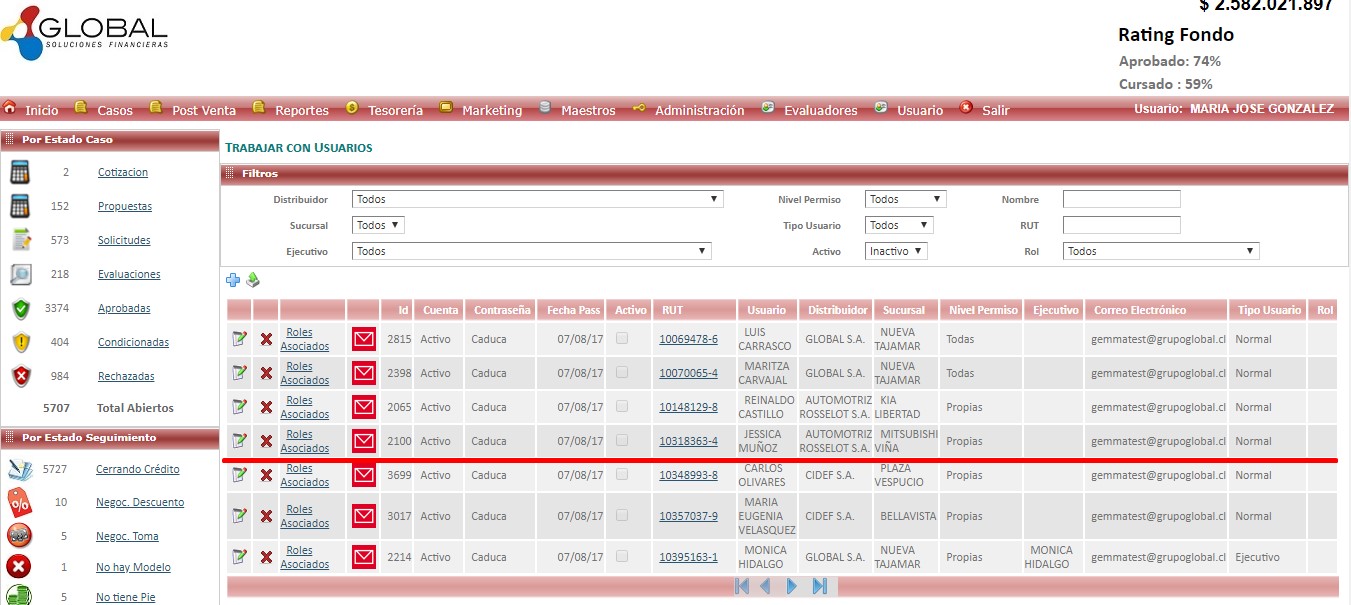 $ 2.582.021.897
GLOBAL
SOLUCIONES FINANCIERAS
Rating Fondo
Aprobado: 74%
Cursado : 59%
Inicio Casos Post Venta Reportes Tesorería Marketing Maestros Administración Evaluadores Usuario Salir Usuario: MARIA JOSE GONZALEZ
Por Estado Caso
2 Cotizacion
152 Propuestas
573 Solicitudes
218 Evaluaciones
3374 Aprobadas
404 Condicionadas
984 Rechazadas
5707 Total Abiertos
Por Estado Seguimiento
5727 Cerrando Crédito
10 Negoc. Descuento
5 Negoc. Toma
1 No hay Modelo
5 No tiene Pie
TRABAJAR CON USUARIOS
Filtros
Distribuidor Todos Nivel Permiso Todos Nombre
Sucursal Todos Tipo Usuario Todos RUT
Ejecutivo Todos Activo Inactivo Rol Todos
Id Cuenta Contraseña Fecha Pass Activo RUT Usuario Distribuidor Sucursal Nivel Permiso Ejecutivo Correo Electrónico Tipo Usuario Rol
Roles LUIS NUEVA
Asociados 2815 Activo Caduca 07/08/17 10069478-6 CARRASCO GLOBAL S.A. TAJAMAR Todas gemmatest@grupoglobal.cl Normal
Roles MARITZA NUEVA
Asociados 2398 Activo Caduca 07/08/17 10070065-4 CARVAJAL GLOBAL S.A. TAJAMAR Todas gemmatest@grupoglobal.cl Normal
Roles REINALDO AUTOMOTRIZ KIA
Asociados 2065 Activo Caduca 07/08/17 10148129-8 CASTILLO ROSSELOT S.A. LIBERTAD Propias gemmatest@grupoglobal.cl Normal
Roles JESSICA AUTOMOTRIZ MITSUBISHI
Asociados 2100 Activo Caduca 07/08/17 10318363-4 MUÑOZ ROSSELOT S.A. VIÑA Propias gemmatest@grupoglobal.cl Normal
Roles CARLOS PLAZA
Asociados 3699 Activo Caduca 07/08/17 10348993-8 OLIVARES CIDEF S.A. VESPUCIO Propias gemmatest@grupoglobal.cl Normal
MARIA
Roles EUGENIA
Asociados 3017 Activo Caduca 07/08/17 10357037-9 VELASQUEZ CIDEF S.A. BELLAVISTA Propias gemmatest@grupoglobal.cl Normal
Roles MONICA NUEVA MONICA
Asociados 2214 Activo Caduca 07/08/17 10395163-1 HIDALGO GLOBAL S.A. TAJAMAR Propias HIDALGO gemmatest@grupoglobal.cl Ejecutivo